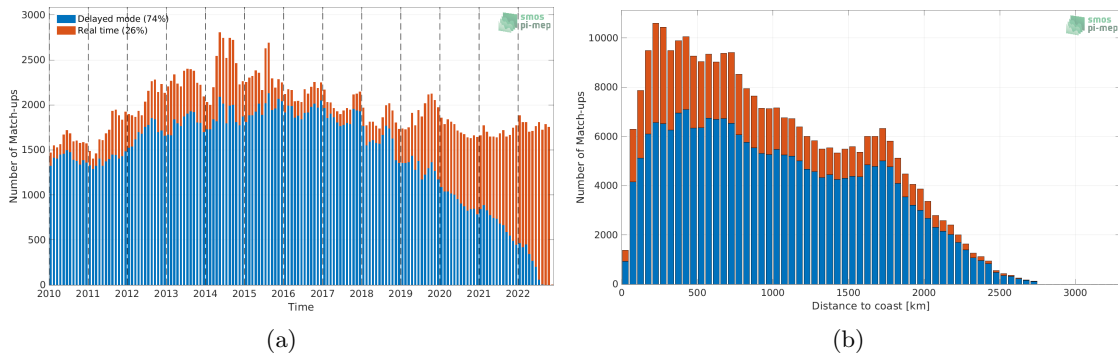 Delayed mode (74%)
Real time (26%)
smos
pi-mep
Number of Match-ups
3000
2500
2000
1500
1000
500
0
2010 2011 2012 2013 2014 2015 2016 2017 2018 2019 2020 2021 2022
Time
(a)
smos
pi-mep
Number of Match-ups
10000
8000
6000
4000
2000
0
0 500 1000 1500 2000 2500 3000
Distance to coast [km]
(b)